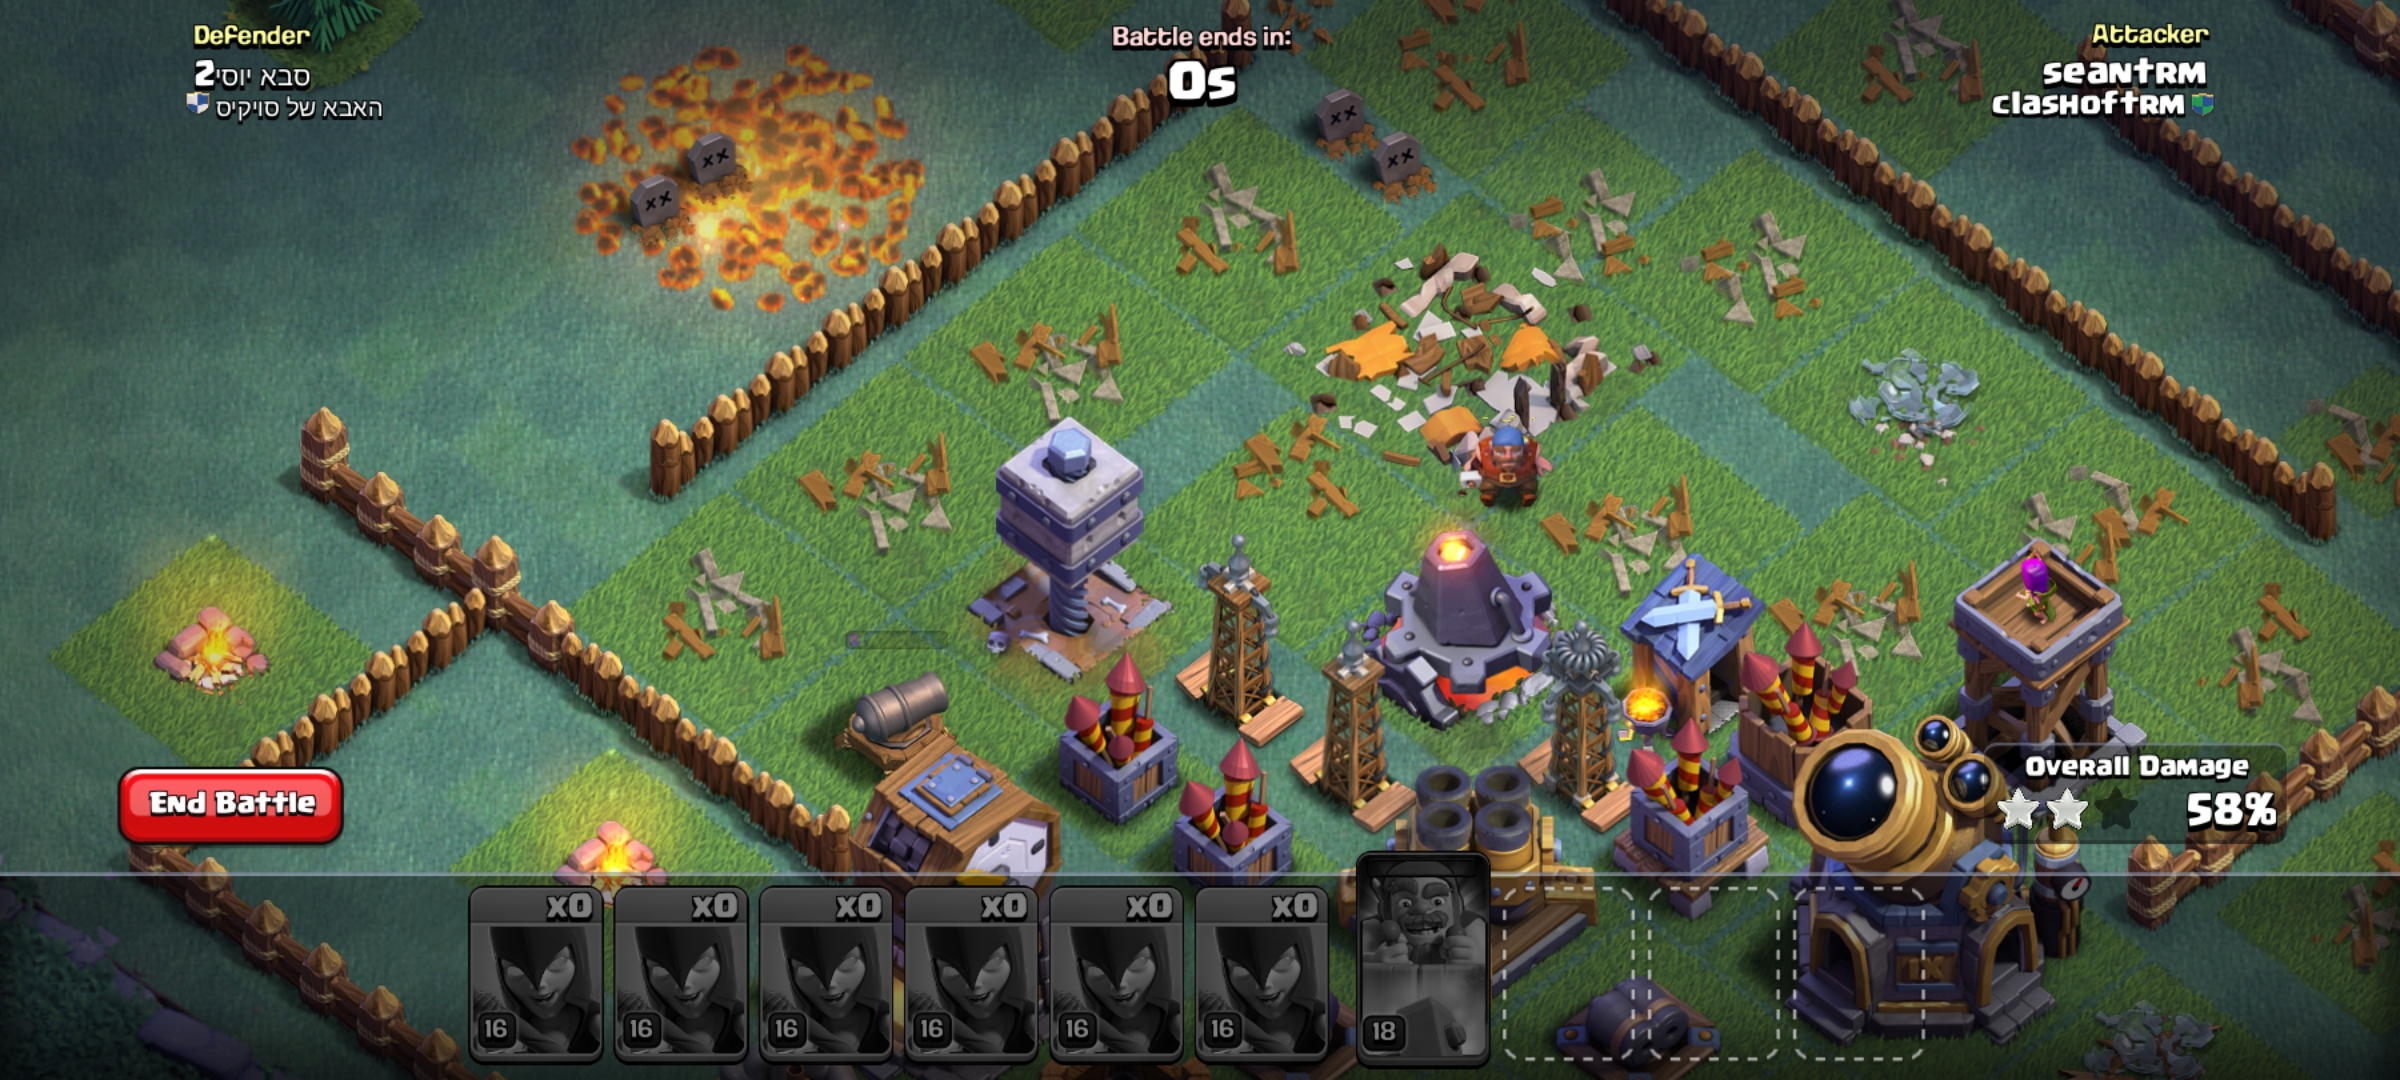 Defender
סבא יוסי2
האבא של סויקיס
Battle ends in:
0s
Attacker
seantRM
clashoftRM
End Battle
Overall Damage
58%
x0 x0 x0 x0 x0 x0
16 16 16 16 16 16 18